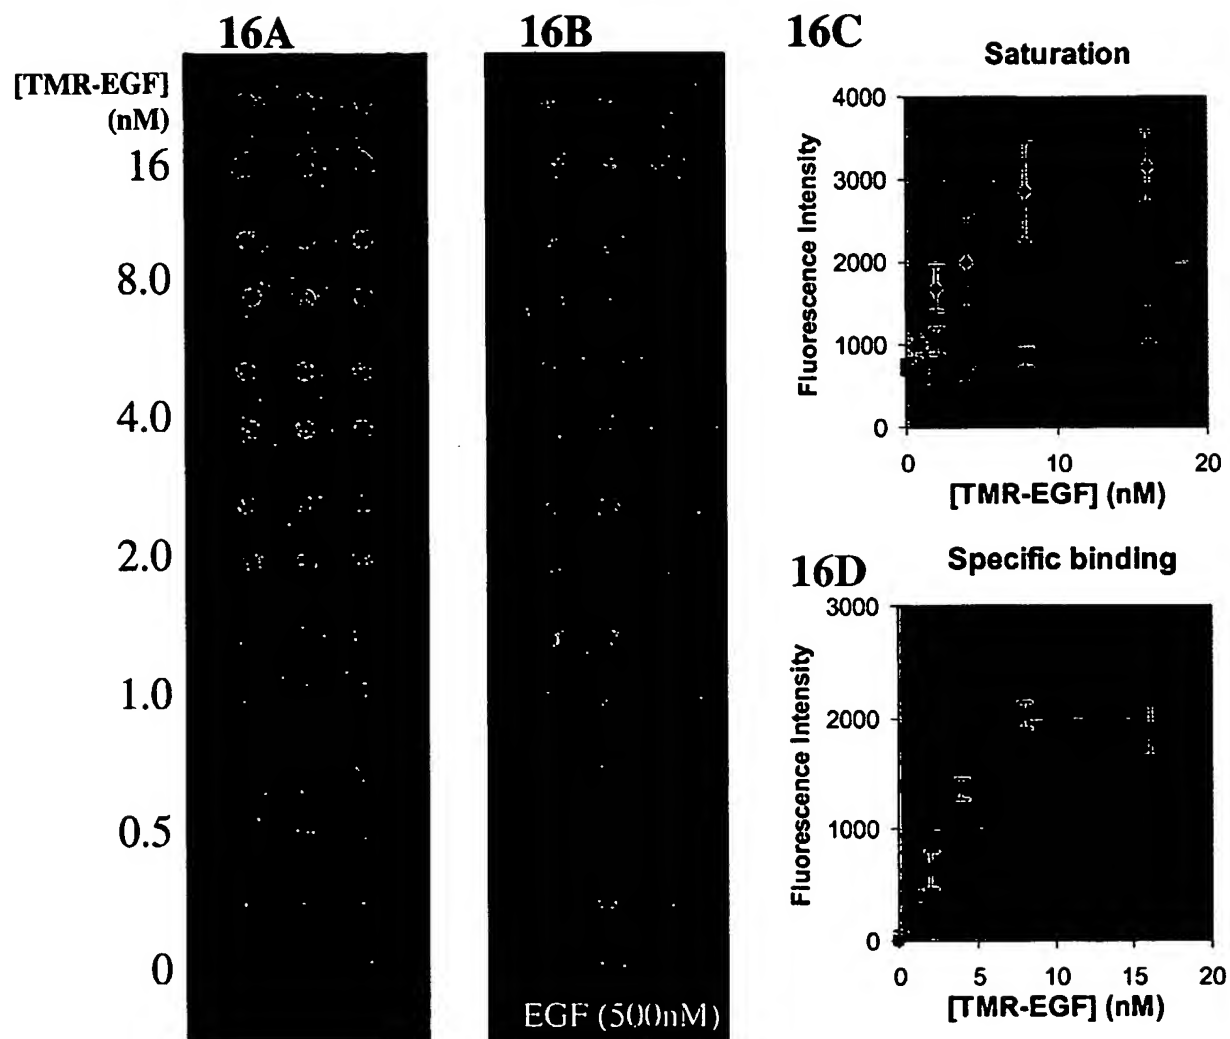 16A
[TMR-EGF]
(nM)
16
8.0
4.0
2.0
1.0
0.5
0
16B
EGF (500nM)
16C
Saturation
Fluorescence Intensity
4000
3000
2000
1000
0
0 10 20
[TMR-EGF] (nM)
16D
Specific binding
Fluorescence Intensity
3000
2000
1000
0
0 5 10 15 20
[TMR-EGF] (nM)